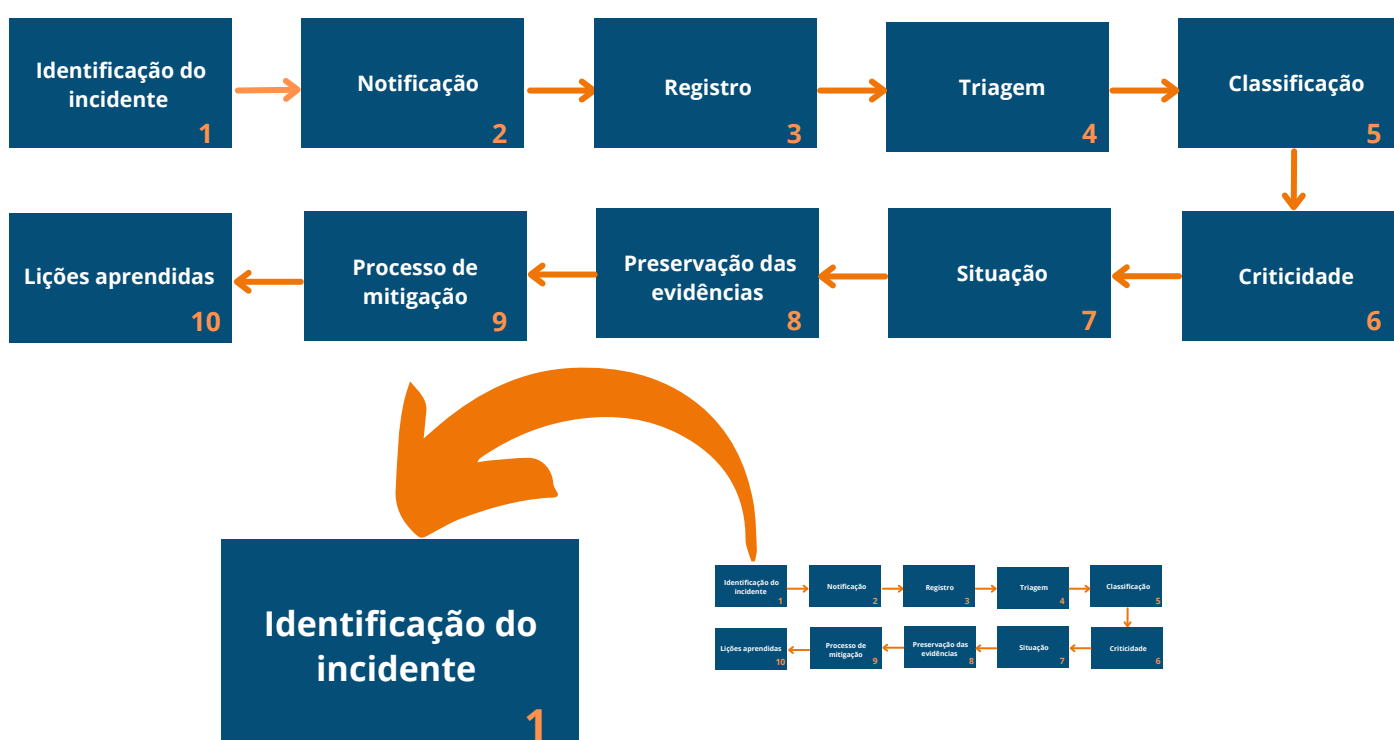 Identificação do
incidente
1
Notificação
2
Registro
3
Triagem
4
Classificação
5
Lições aprendidas
10
Processo de
mitigação
9
Preservação das
evidências
8
Situação
7
Criticidade
6
Identificação do
incidente
1
Identificação do
incidente
1
Notificação
2
Registro
3
Triagem
4
Classificação
5
Lições aprendidas
10
Processo de
mitigação
9
Preservação das
evidências
8
Situação
7
Criticidade
6